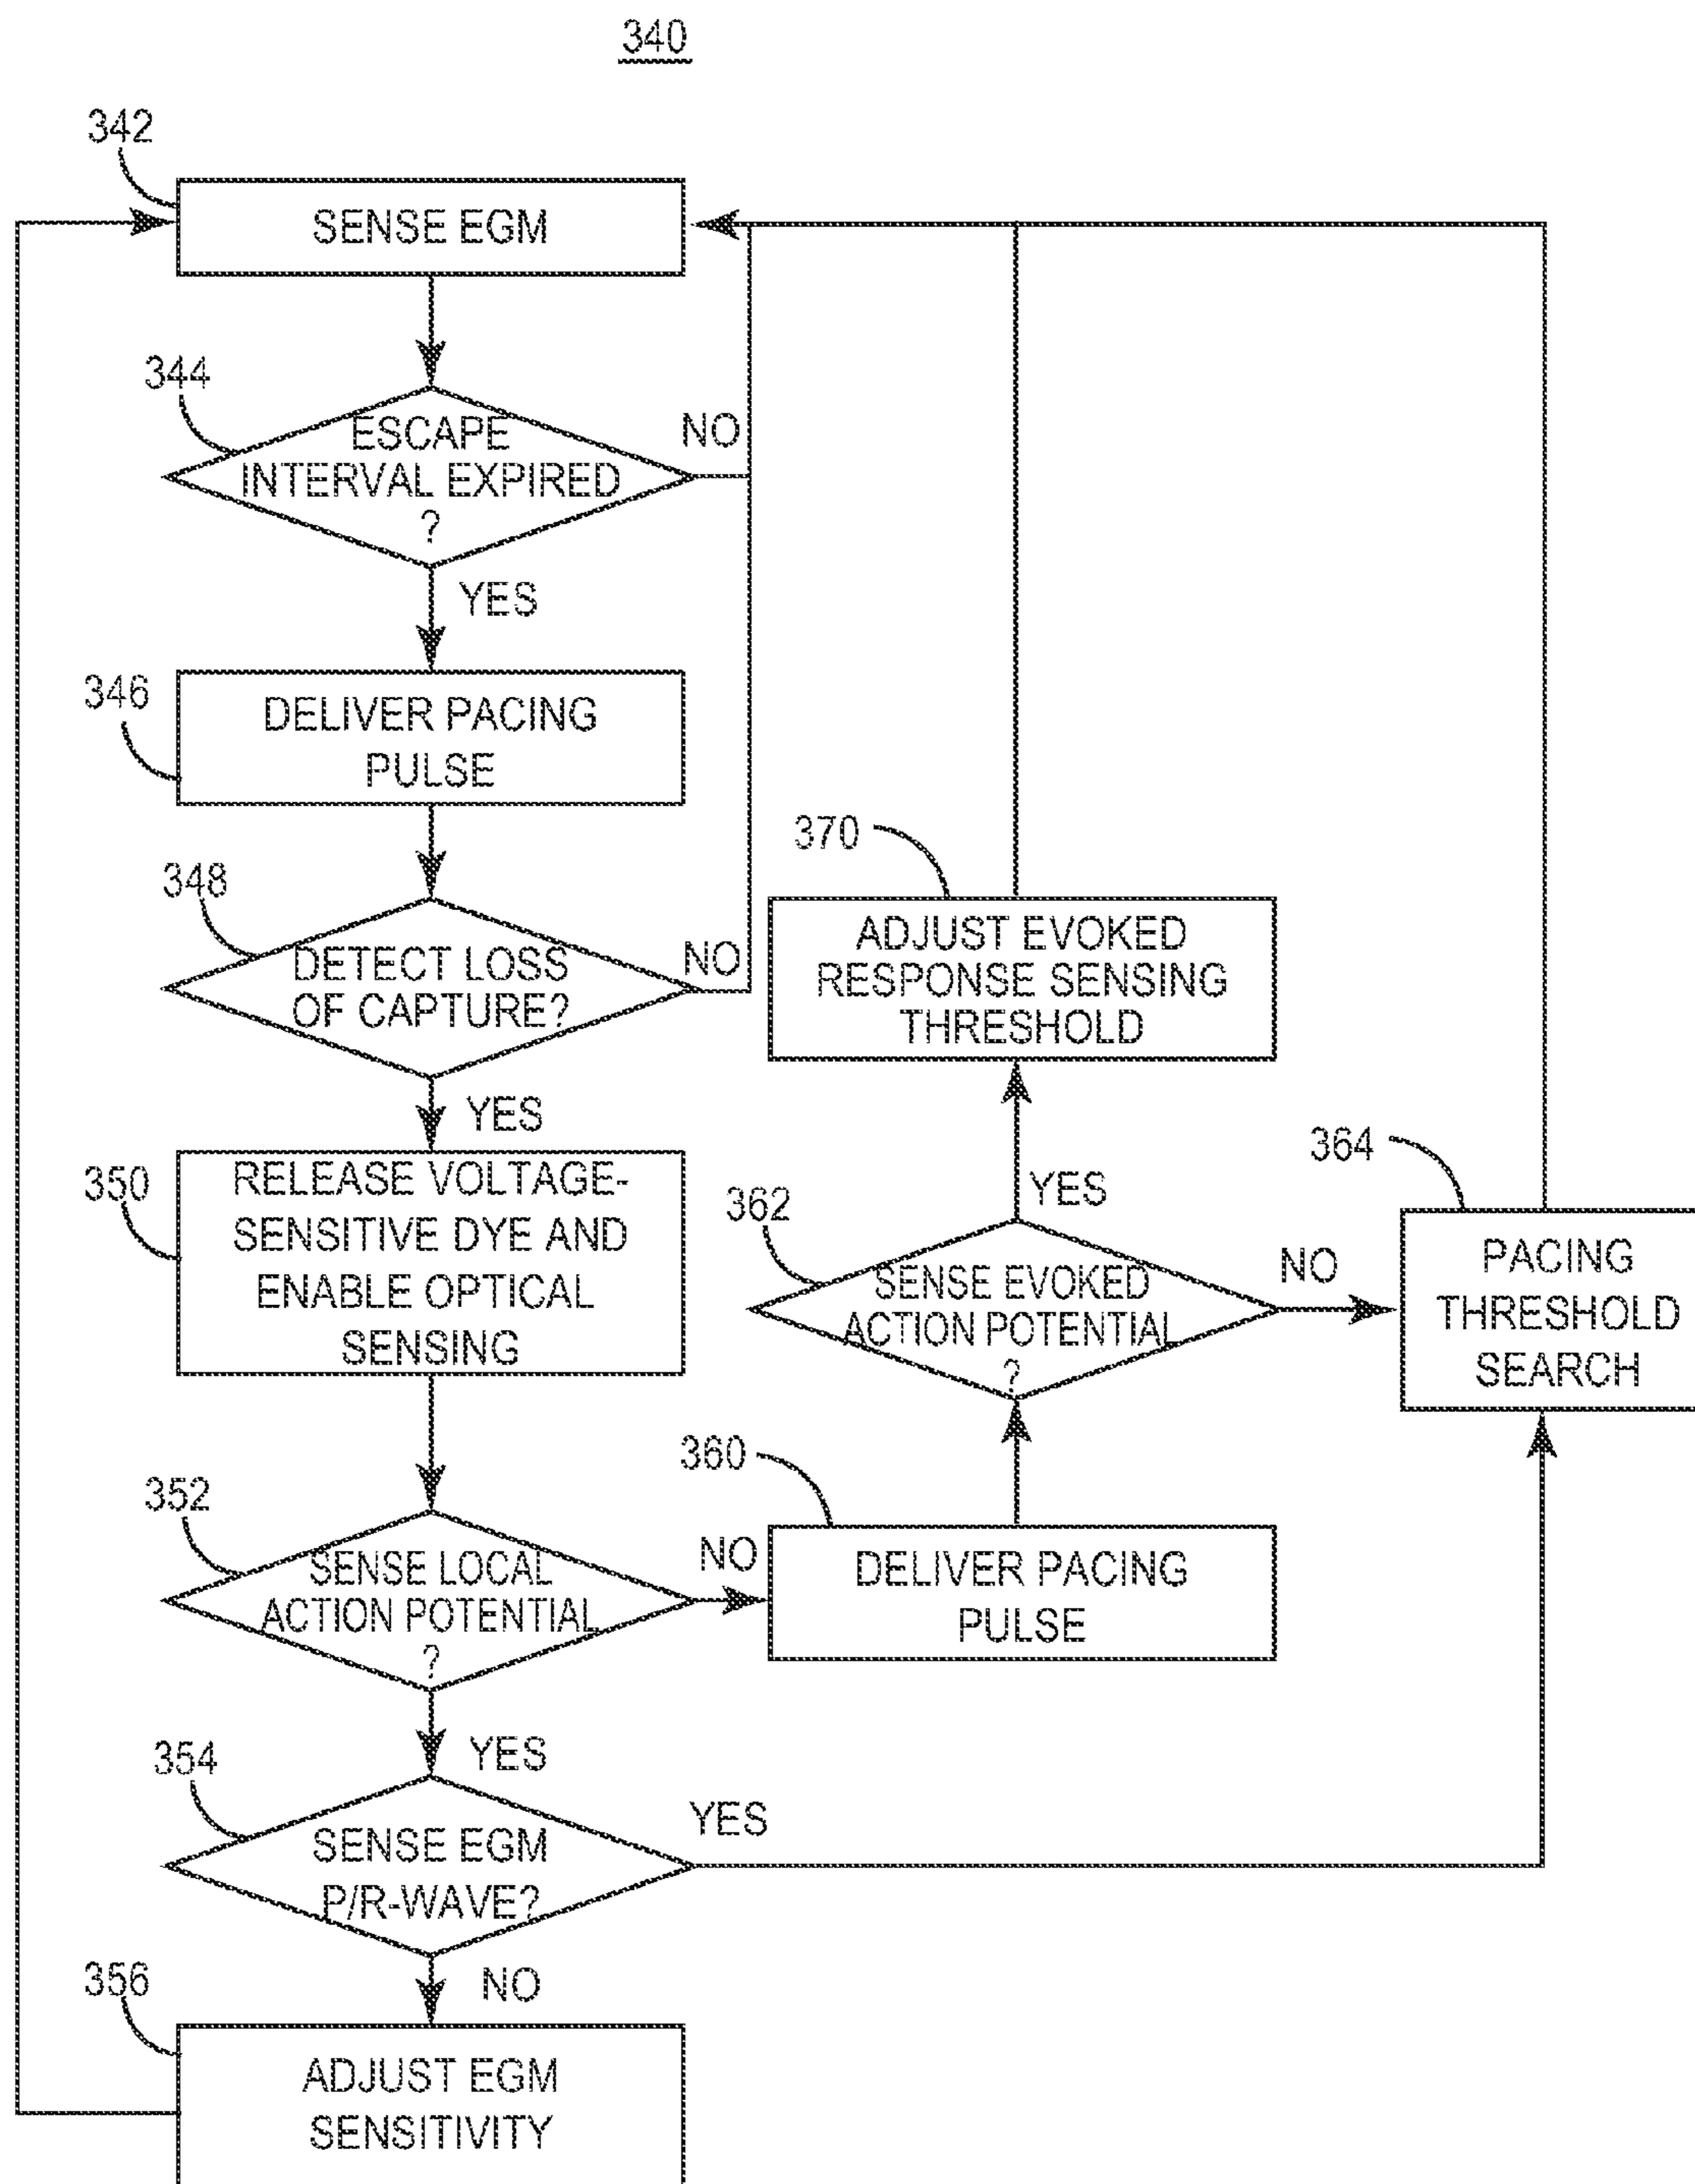 340
342
SENSE EGM
344
ESCAPE
INTERVAL EXPIRED
?
NO
YES
346
DELIVER PACING
PULSE
348
DETECT LOSS
OF CAPTURE?
NO
YES
350
RELEASE VOLTAGE-
SENSITIVE DYE AND
ENABLE OPTICAL
SENSING
352
SENSE LOCAL
ACTION POTENTIAL
?
NO
YES
354
SENSE EGM
P/R-WAVE?
YES
NO
356
ADJUST EGM
SENSITIVITY
360
DELIVER PACING
PULSE
362
SENSE EVOKED
ACTION POTENTIAL
?
YES
NO
370
ADJUST EVOKED
RESPONSE SENSING
THRESHOLD
364
PACING
THRESHOLD
SEARCH